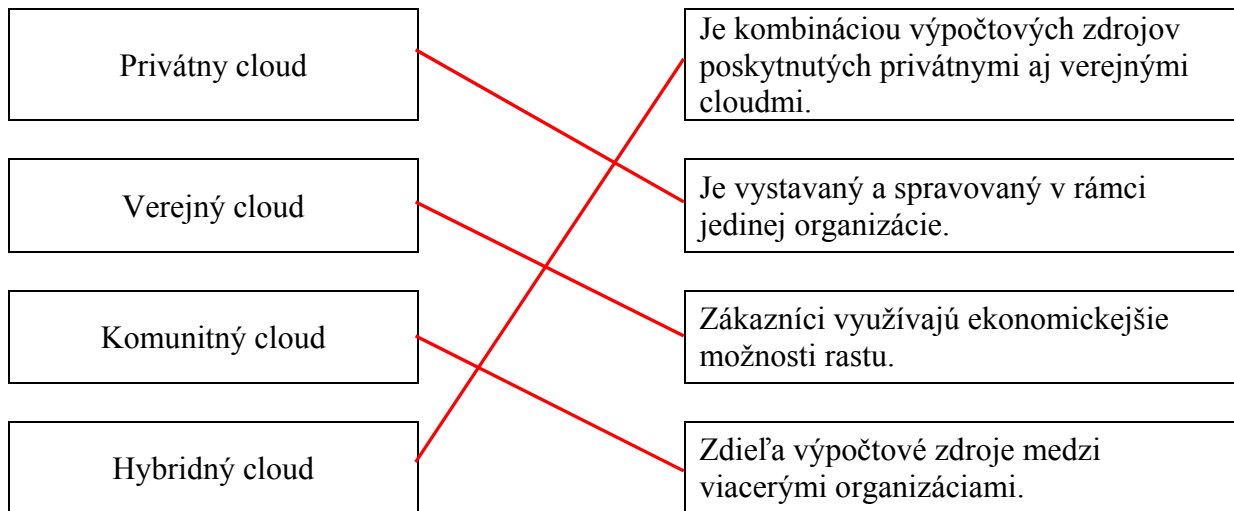 Privátny cloud
Je kombináciou výpočtových zdrojov
poskytnutých privátnymi aj verejnými
cloudmi.
Verejný cloud
Je vystavaný a spravovaný v rámci
jedinej organizácie.
Komunitný cloud
Zákazníci využívajú ekonomickejšie
možnosti rastu.
Hybridný cloud
Zdieľa výpočtové zdroje medzi
viacerými organizáciami.